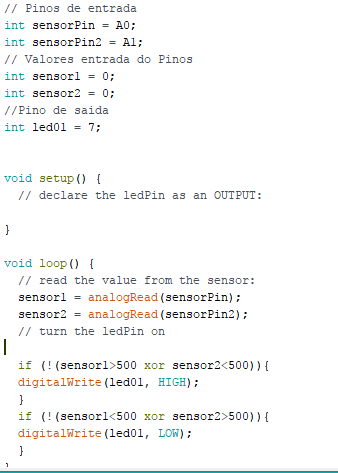 // Pinos de entrada
int sensorPin = A0;
int sensorPin2 = A1;
// Valores entrada do Pinos
int sensor1 = 0;
int sensor2 = 0;
//Pino de saida
int led01 = 7;
void setup() {
// declare the ledPin as an OUTPUT:
}
void loop() {
// read the value from the sensor:
sensor1 = analogRead(sensorPin);
sensor2 = analogRead(sensorPin2);
// turn the ledPin on
if (!(sensor1>500 xor sensor2<500)){
digitalWrite(led01, HIGH);
}
if (!(sensor1<500 xor sensor2>500)){
digitalWrite(led01, LOW);
}